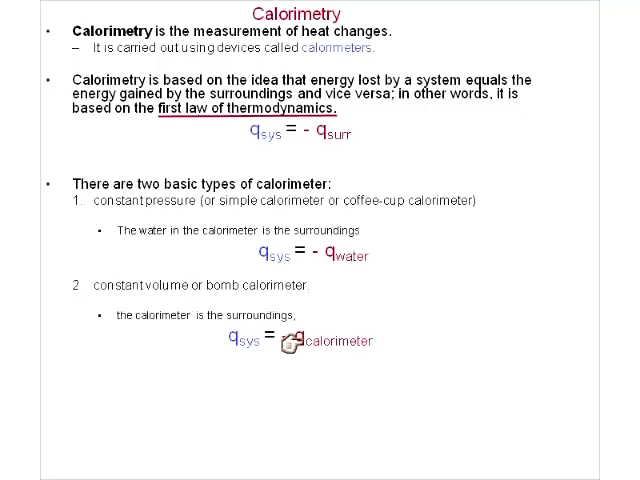 Calorimetry
• Calorimetry is the measurement of heat changes.
– It is carried out using devices called calorimeters.
• Calorimetry is based on the idea that energy lost by a system equals the
energy gained by the surroundings and vice versa; in other words, it is
based on the first law of thermodynamics.
qsys = - qsurr
• There are two basic types of calorimeter:
1. constant pressure (or simple calorimeter or coffee-cup calorimeter)
• The water in the calorimeter is the surroundings
qsys = - qwater
2 constant volume or bomb calorimeter.
• the calorimeter is the surroundings,
qsys = - qcalorimeter